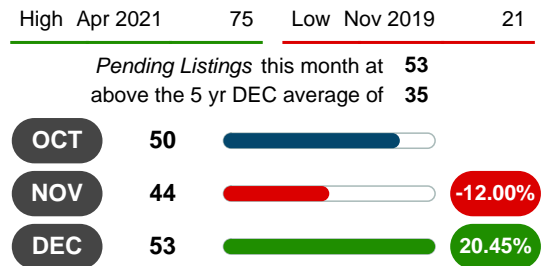 High Apr 2021 75 Low Nov 2019 21
Pending Listings this month at 53
above the 5 yr DEC average of 35
OCT 50
NOV 44 -12.00%
DEC 53 20.45%